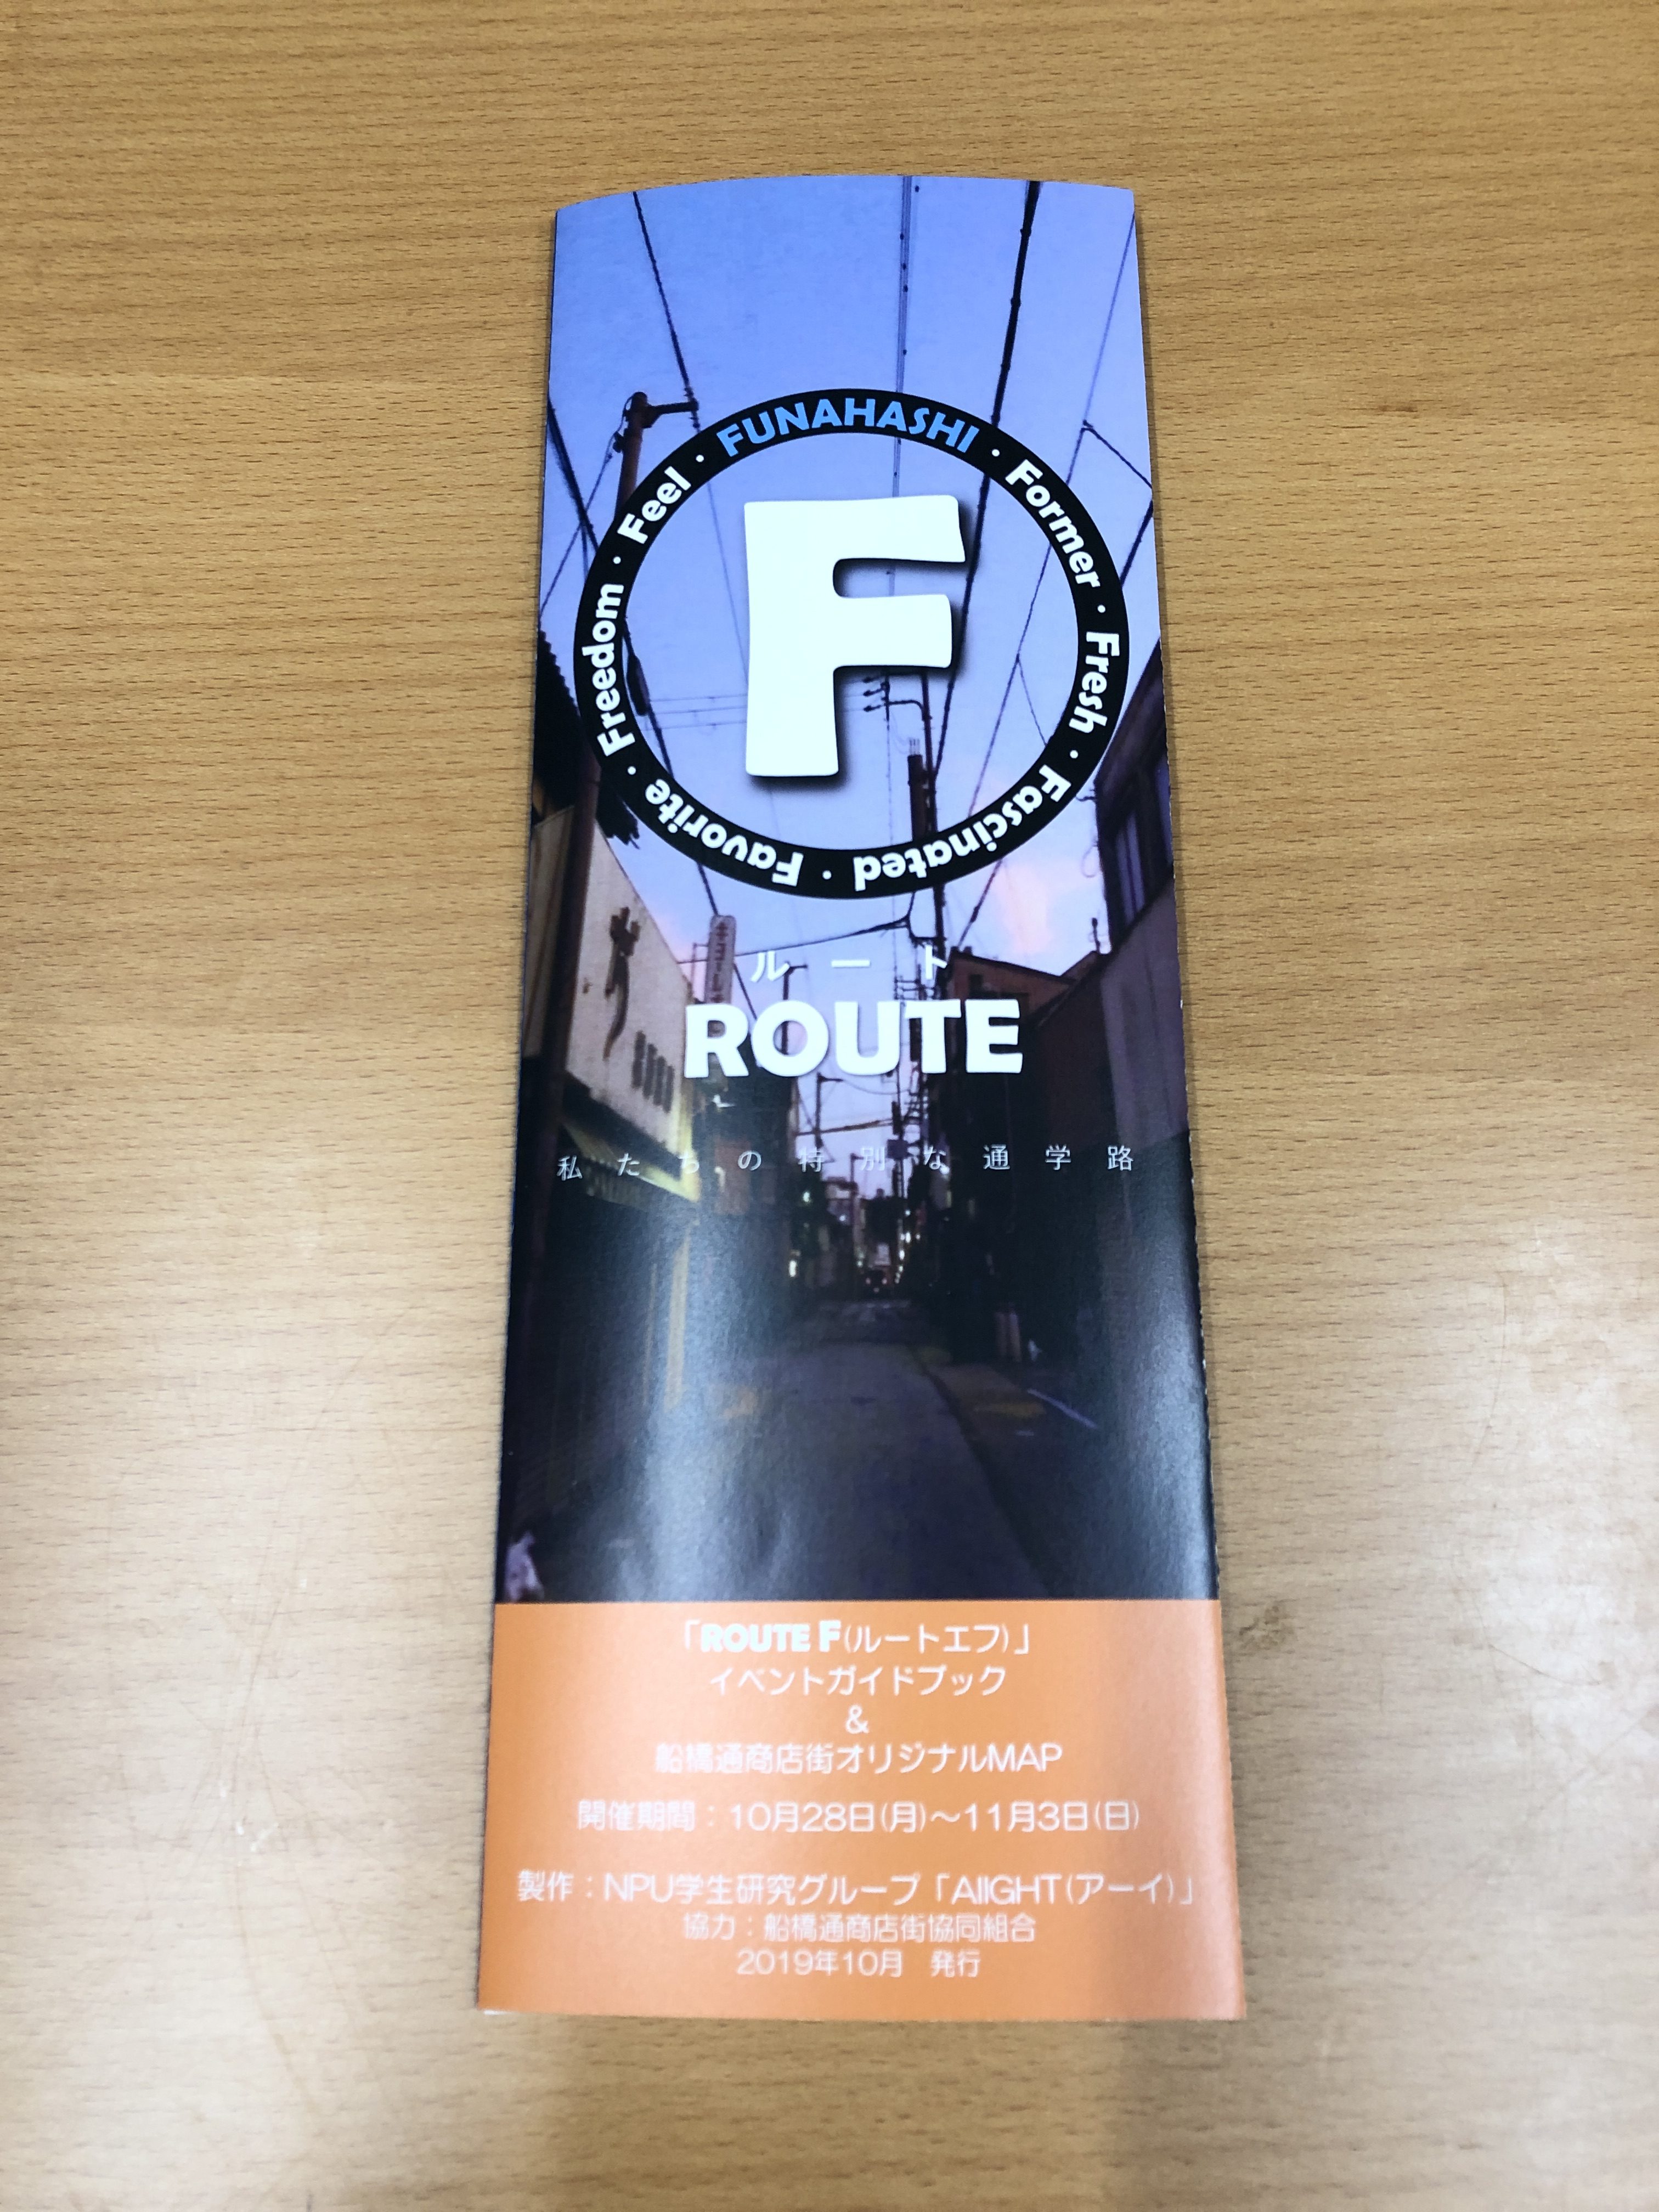 FUNAHASHI · Former · Fresh · Fascinated · Favorite · Freedom · Feel ·
F
ルート
ROUTE
私たちの特別な通学路
「ROUTE F(ルートエフ)」
イベントガイドブック
&
船橋通商店街オリジナルMAP
開催期間：10月28日(月)～11月3日(日)
製作：NPU学生研究グループ「AIIGHT(アーイ)」
協力：船橋通商店街協同組合
2019年10月　発行